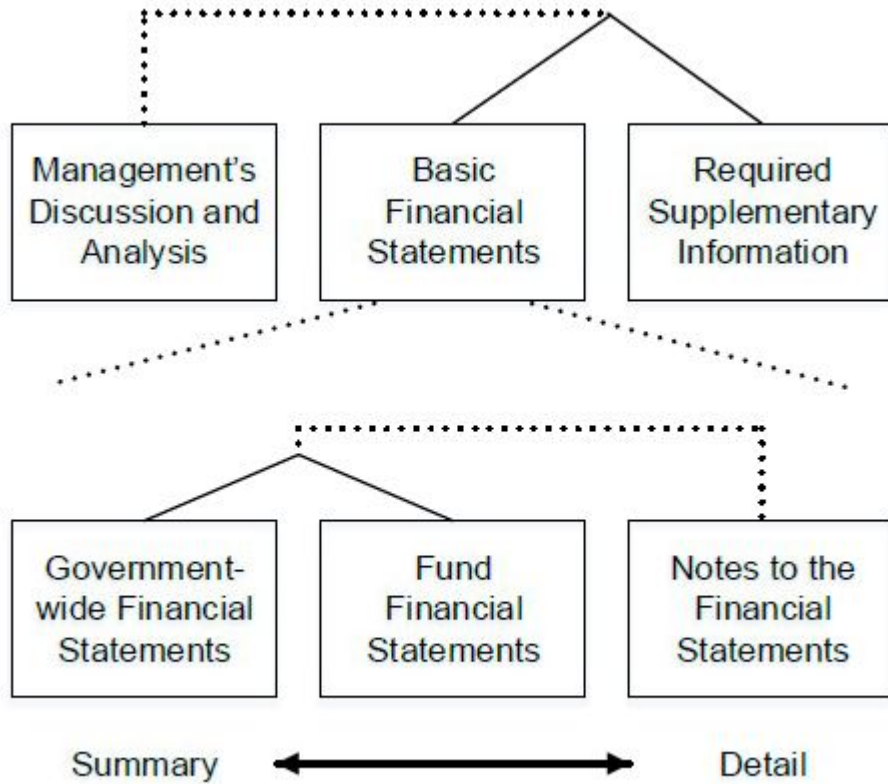 Management's
Discussion and
Analysis
Basic
Financial
Statements
Required
Supplementary
Information
Government-
wide Financial
Statements
Fund
Financial
Statements
Notes to the
Financial
Statements
Summary
Detail